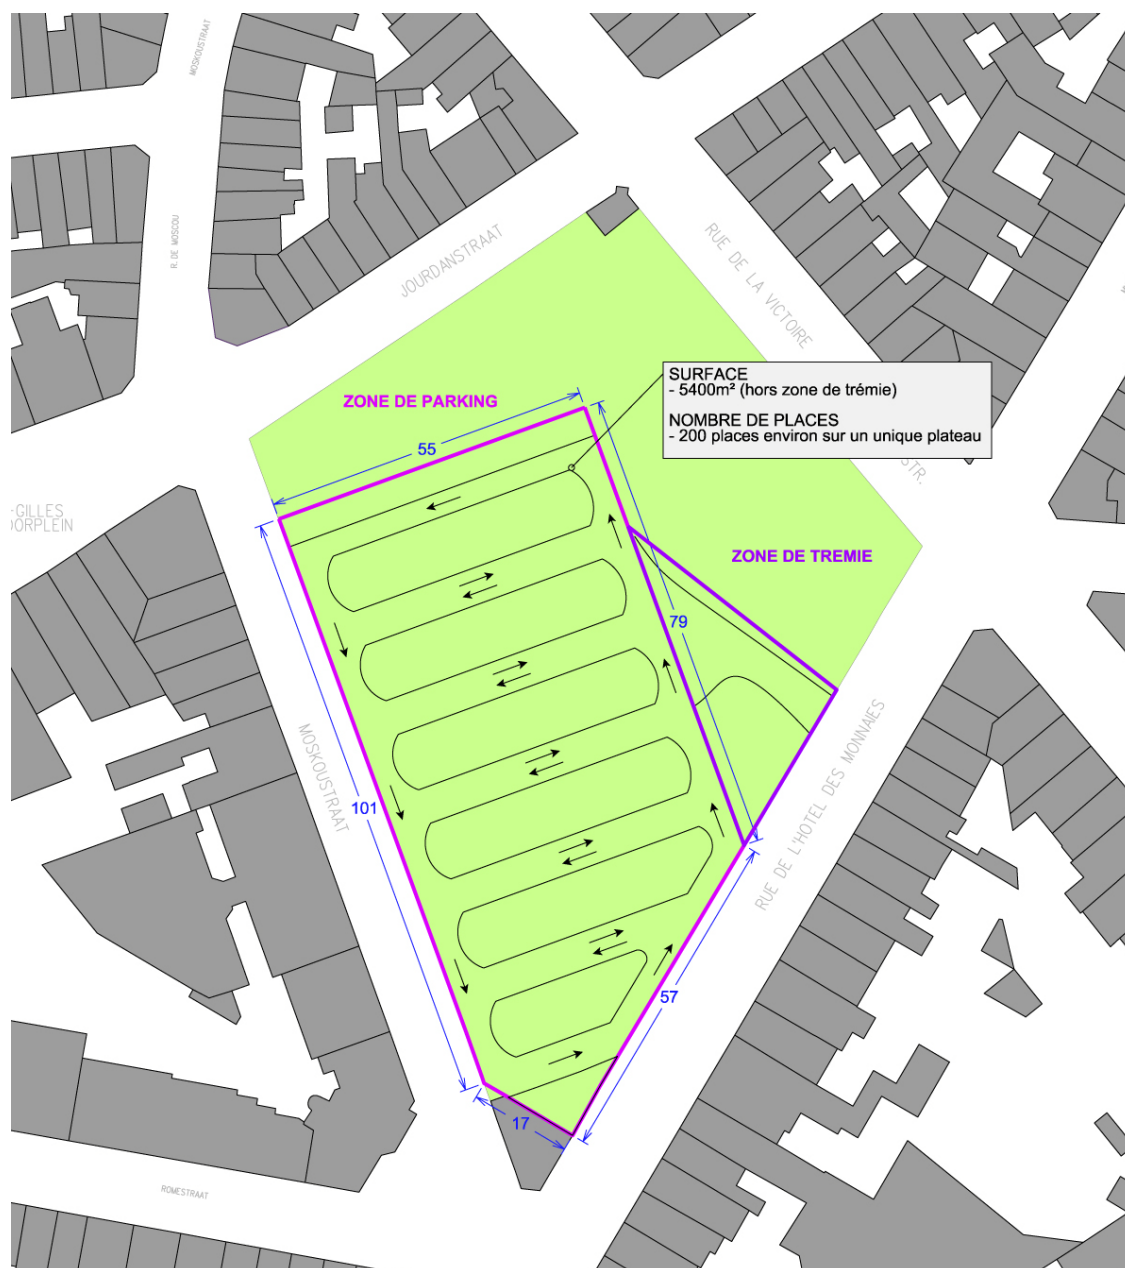 MOSKOUSTRAAT
R. DE MOSCOU
JOURDANSTRAAT
RUE DE LA VICTOIRE
SURFACE
- 5400m² (hors zone de trémie)
NOMBRE DE PLACES
- 200 places environ sur un unique plateau
STR.
ZONE DE PARKING
55
-GILLES
OORPLEIN
ZONE DE TREMIE
79
MOSKOUSTRAAT
101
RUE DE L'HOTEL DES MONNAIES
57
17
ROMESTRAAT